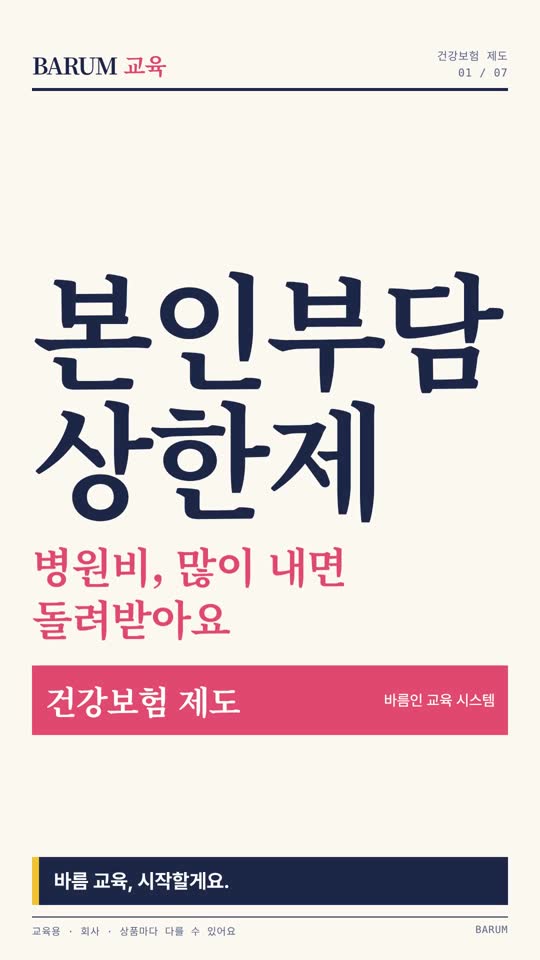 BARUM 교육
건강보험 제도
01 / 07
본인부담
상한제
병원비, 많이 내면
돌려받아요
건강보험 제도
바름인 교육 시스템
바름 교육, 시작할게요.
교육용 · 회사 · 상품마다 다를 수 있어요
BARUM